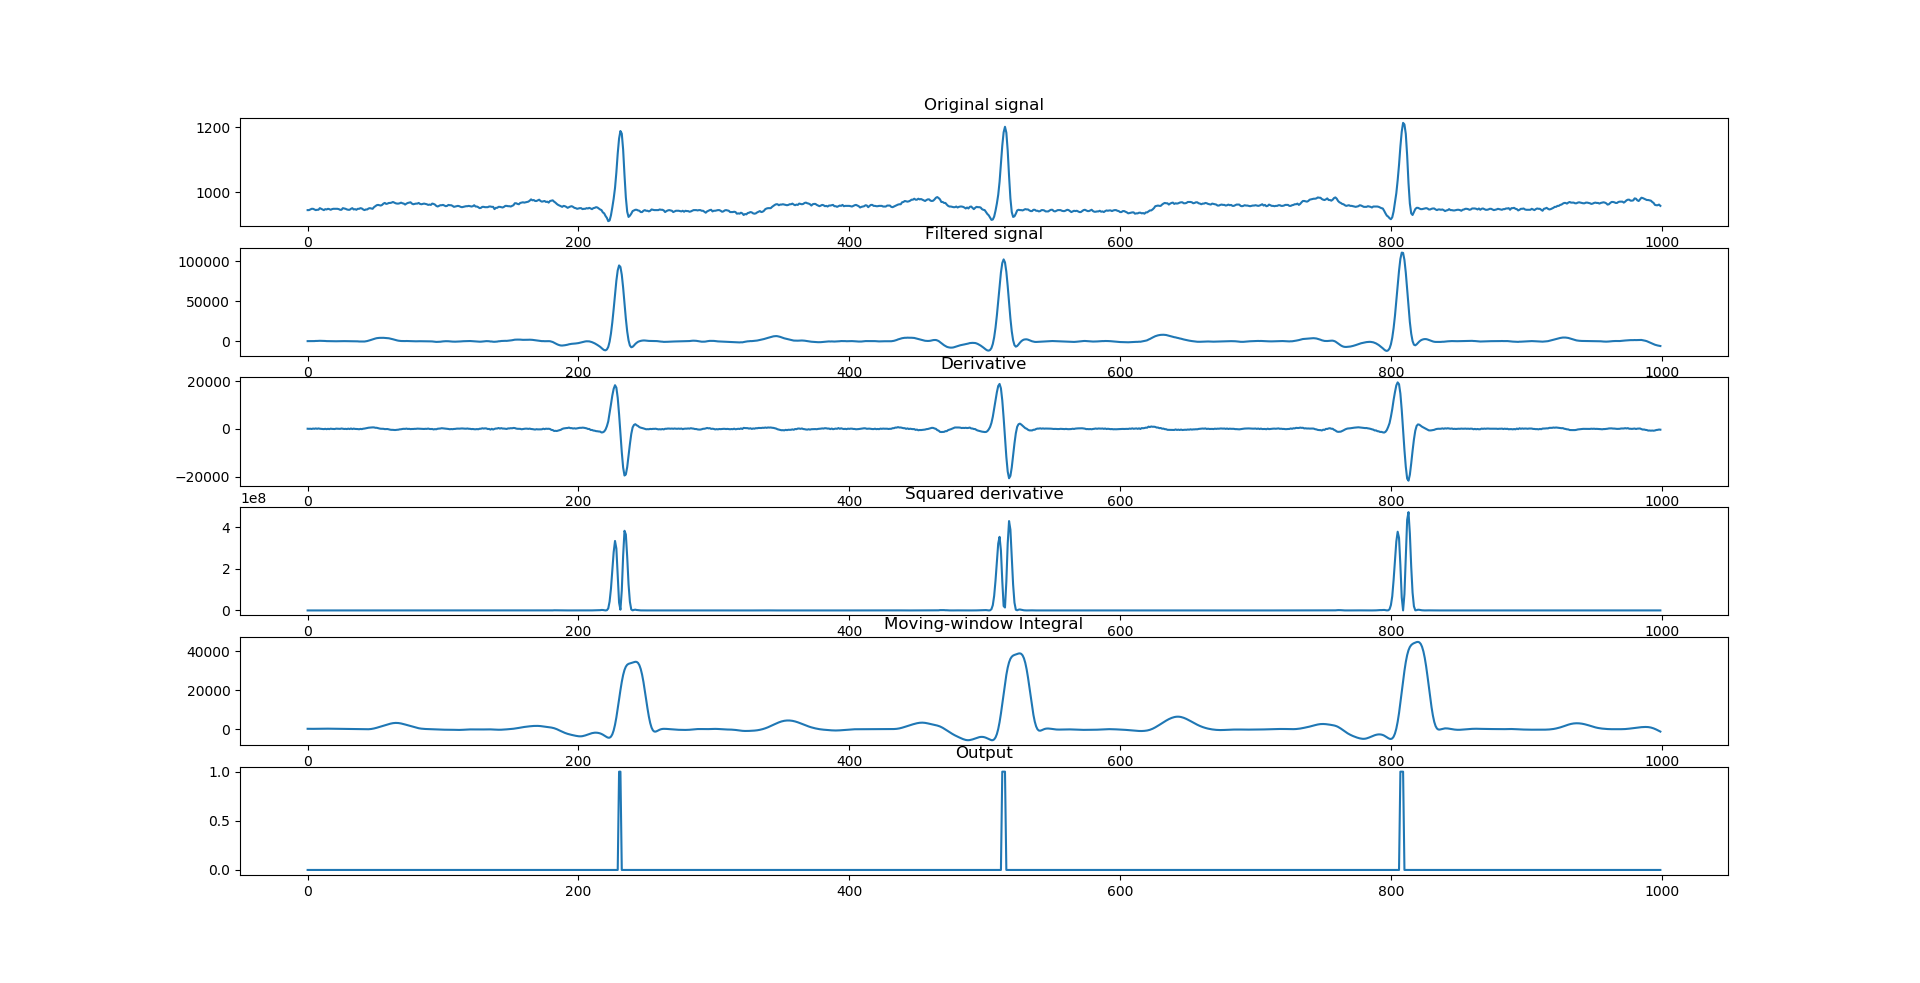 Original signal
1200
1000
0 200 400 600 800 1000
Filtered signal
100000
50000
0
0 200 400 600 800 1000
Derivative
20000
0
−20000
0 200 400 600 800 1000
Squared derivative
1e8
4
2
0
0 200 400 600 800 1000
Moving-window Integral
40000
20000
0
0 200 400 600 800 1000
Output
1.0
0.5
0.0
0 200 400 600 800 1000